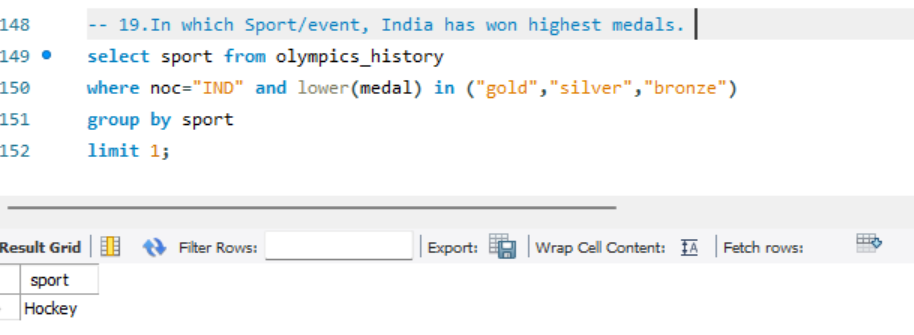 148 -- 19.In which Sport/event, India has won highest medals.
149 select sport from olympics_history
150 where noc="IND" and lower(medal) in ("gold","silver","bronze")
151 group by sport
152 limit 1;
Result Grid Filter Rows: Export: Wrap Cell Content: Fetch rows:
sport
Hockey